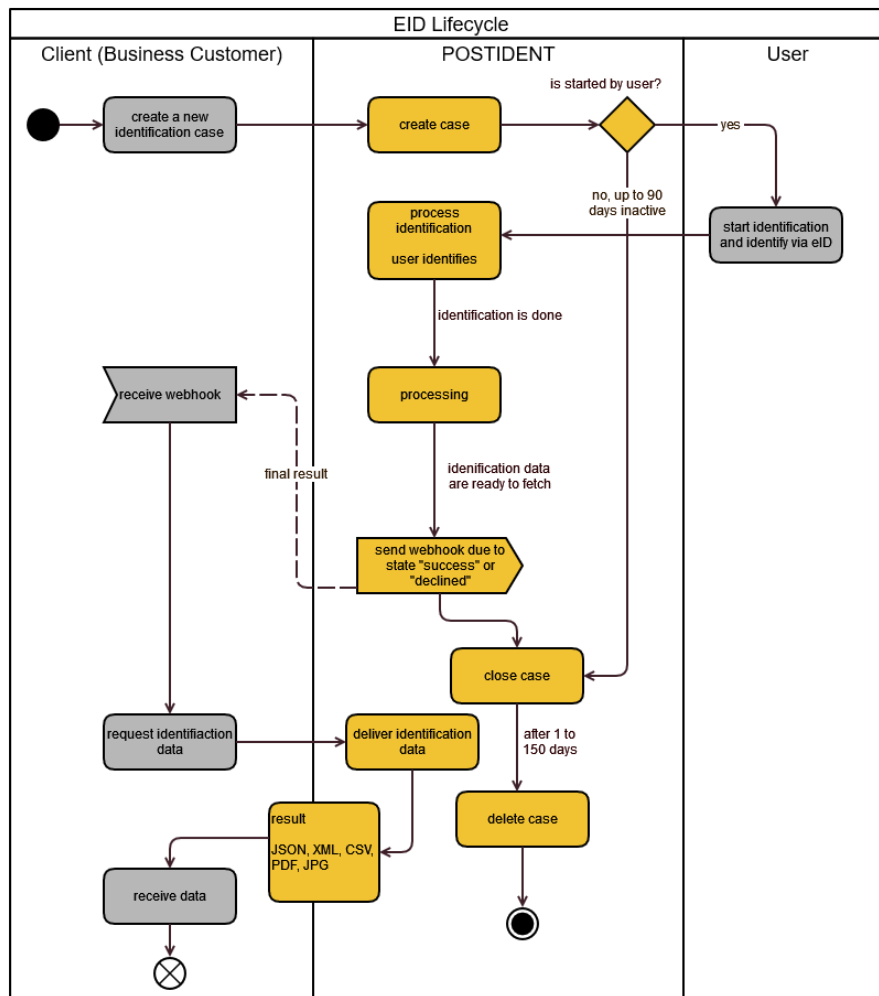 EID Lifecycle
Client (Business Customer)
POSTIDENT
User
is started by user?
create a new
identification case
create case
yes
no, up to 90
days inactive
process
identification
user identifies
start identification
and identify via eID
identification is done
receive webhook
processing
final result
idenification data
are ready to fetch
send webhook due to
state "success" or
"declined"
close case
request identifiaction
data
deliver identification
data
after 1 to
150 days
result
JSON, XML, CSV,
PDF, JPG
delete case
receive data